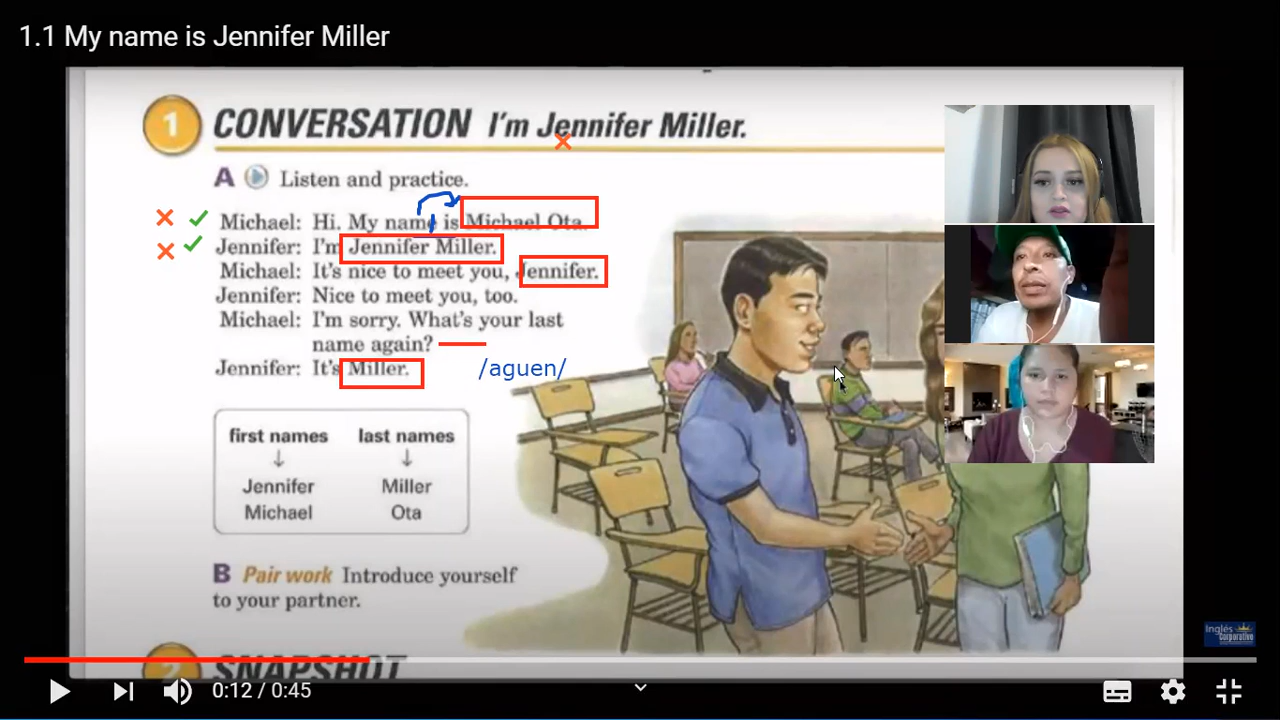 1.1 My name is Jennifer Miller
1 CONVERSATION I'm Jennifer Miller.
A Listen and practice.
Michael: Hi. My name is Michael Ota.
Jennifer: I'm Jennifer Miller.
Michael: It's nice to meet you, Jennifer.
Jennifer: Nice to meet you, too.
Michael: I'm sorry. What's your last
name again?
Jennifer: It's Miller.
/aguen/
first names last names
Jennifer Miller
Michael Ota
B Pair work Introduce yourself
to your partner.
2 SNAPSHOT
Inglés
Corporativo
0:12 / 0:45